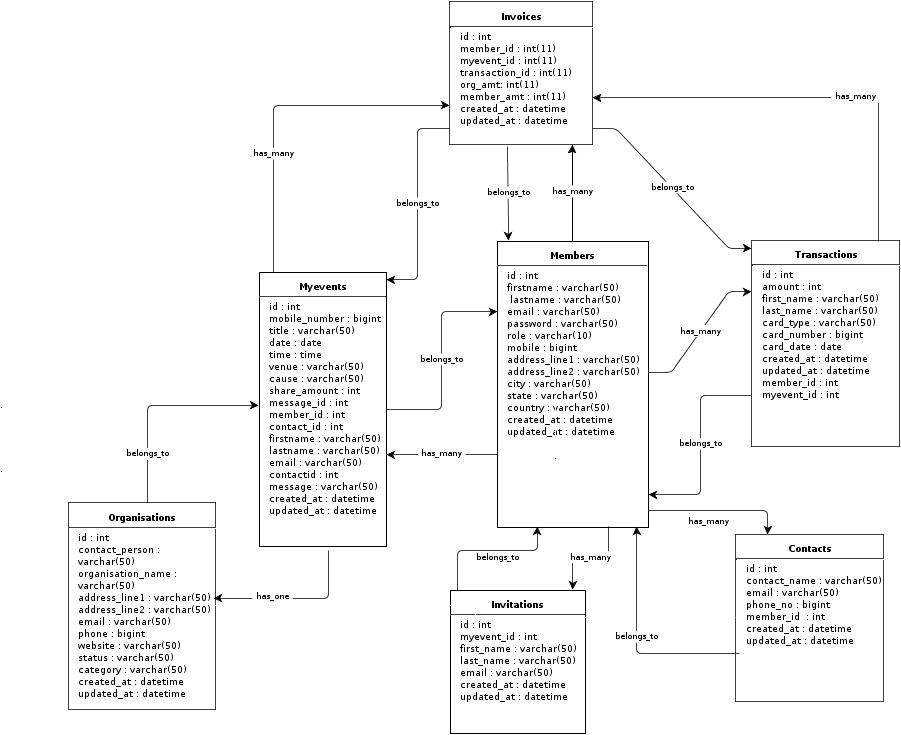 Invoices
id : int
member_id : int(11)
myevent_id : int(11)
transaction_id : int(11)
org_amt: int(11)
member_amt : int(11)
created_at : datetime
updated_at : datetime
has_many
has_many
belongs_to
belongs_to
has_many
belongs_to
Members
id : int
firstname : varchar(50)
lastname : varchar(50)
email : varchar(50)
password : varchar(50)
role : varchar(10)
mobile : bigint
address_line1 : varchar(50)
address_line2 : varchar(50)
city : varchar(50)
state : varchar(50)
country : varchar(50)
created_at : datetime
updated_at : datetime
Transactions
id : int
amount : int
first_name : varchar(50)
last_name : varchar(50)
card_type : varchar(50)
card_number : bigint
card_date : date
created_at : datetime
updated_at : datetime
member_id : int
myevent_id : int
Myevents
id : int
mobile_number : bigint
title : varchar(50)
date : date
time : time
venue : varchar(50)
cause : varchar(50)
share_amount : int
message_id : int
member_id : int
contact_id : int
firstname : varchar(50)
lastname : varchar(50)
email : varchar(50)
contactid : int
message : varchar(50)
created_at : datetime
updated_at : datetime
belongs_to
has_many
has_many
belongs_to
belongs_to
has_many
Organisations
id : int
contact_person :
varchar(50)
organisation_name :
varchar(50)
address_line1 : varchar(50)
address_line2 : varchar(50)
email : varchar(50)
phone : bigint
website : varchar(50)
status : varchar(50)
category : varchar(50)
created_at : datetime
updated_at : datetime
has_one
belongs_to
has_many
belongs_to
Invitations
id : int
myevent_id : int
first_name : varchar(50)
last_name : varchar(50)
email : varchar(50)
created_at : datetime
updated_at : datetime
Contacts
id : int
contact_name : varchar(50)
email : varchar(50)
phone_no : bigint
member_id : int
created_at : datetime
updated_at : datetime